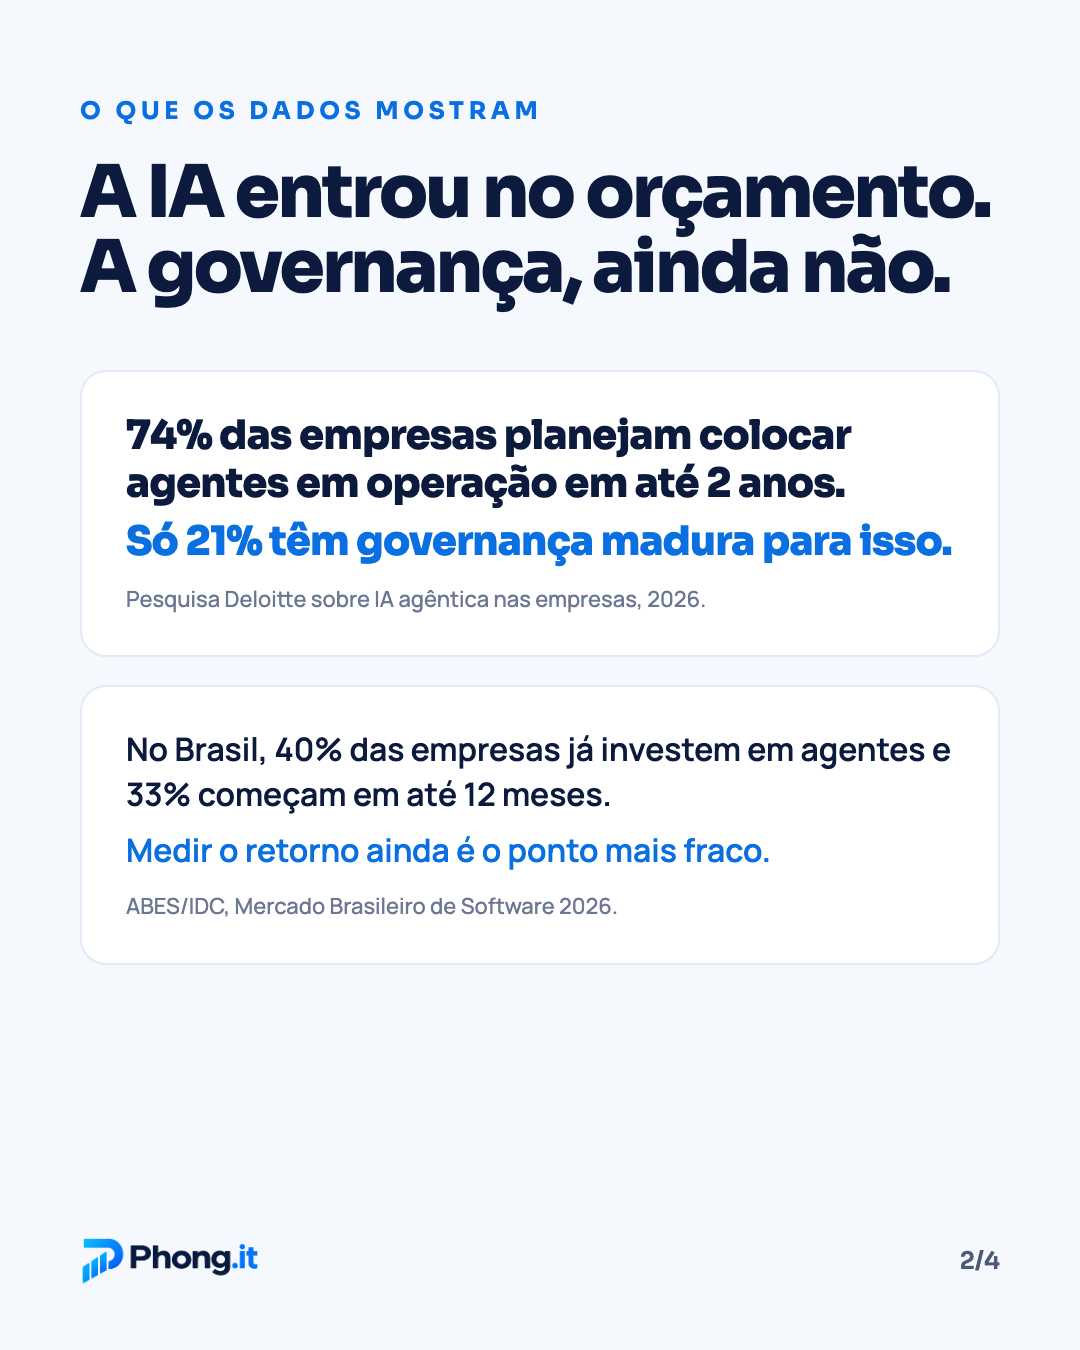 O QUE OS DADOS MOSTRAM
A IA entrou no orçamento.
A governança, ainda não.
74% das empresas planejam colocar
agentes em operação em até 2 anos.
Só 21% têm governança madura para isso.
Pesquisa Deloitte sobre IA agêntica nas empresas, 2026.
No Brasil, 40% das empresas já investem em agentes e
33% começam em até 12 meses.
Medir o retorno ainda é o ponto mais fraco.
ABES/IDC, Mercado Brasileiro de Software 2026.
Phong.it
2/4